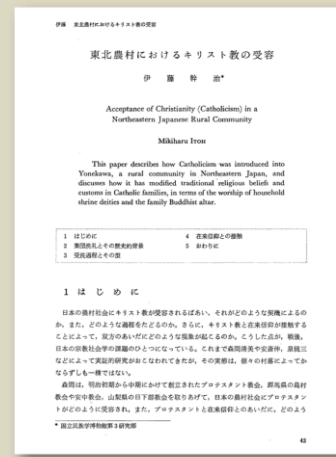 伊藤 東北農村におけるキリスト教の受容
東北農村におけるキリスト教の受容
伊 藤 幹 治*
Acceptance of Christianity (Catholicism) in a
Northeastern Japanese Rural Community
Mikiharu ITOH
This paper describes how Catholicism was introduced into
Yonekawa, a rural community in Northeastern Japan, and
discusses how it has modified traditional religious beliefs and
customs in Catholic families, in terms of the worship of household
shrine deities and the family Buddhist altar.
1 はじめに
2 集団洗礼とその歴史的背景
3 受洗過程とその型
4 在来信仰との接触
5 おわりに
1 は じ め に
日本の農村社会にキリスト教が受容されるばあい、それがどのような契機によるの
か、また、どのような過程をたどるのか。さらに、キリスト教と在来信仰が接触する
ことによって、双方のあいだにどのような現象が起こるのか。こうした点が、戦後、
日本の宗教社会学の課題のひとつになっている。これまで森岡清美や安斎伸、泉琉三
などによって実証的研究がおこなわれてきたが、その実態は、個々の村落によってか
ならずしも一様ではない。
森岡は、明治初期から中期にかけて創立されたプロテスタント教会、群馬県の島村
教会や安中教会、山梨県の日下部教会を取りあげて、日本の農村社会にプロテスタン
トがどのように受容され、また、プロテスタントと在来信仰とのあいだに、どのよう
* 国立民族学博物館第3研究部
43